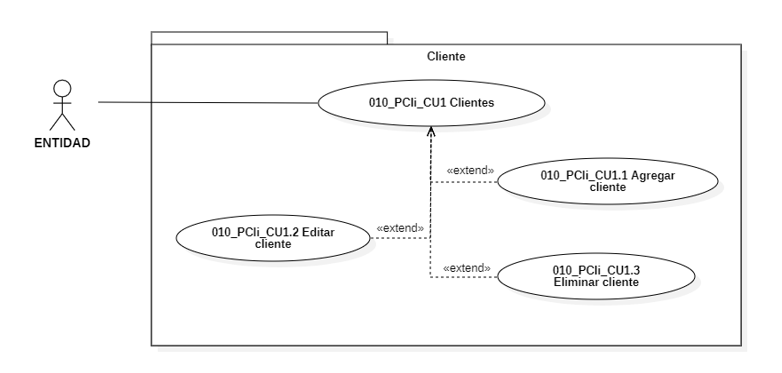 Cliente
010_PCli_CU1 Clientes
ENTIDAD
«extend»
010_PCli_CU1.1 Agregar
cliente
010_PCli_CU1.2 Editar
cliente
«extend»
«extend»
010_PCli_CU1.3
Eliminar cliente